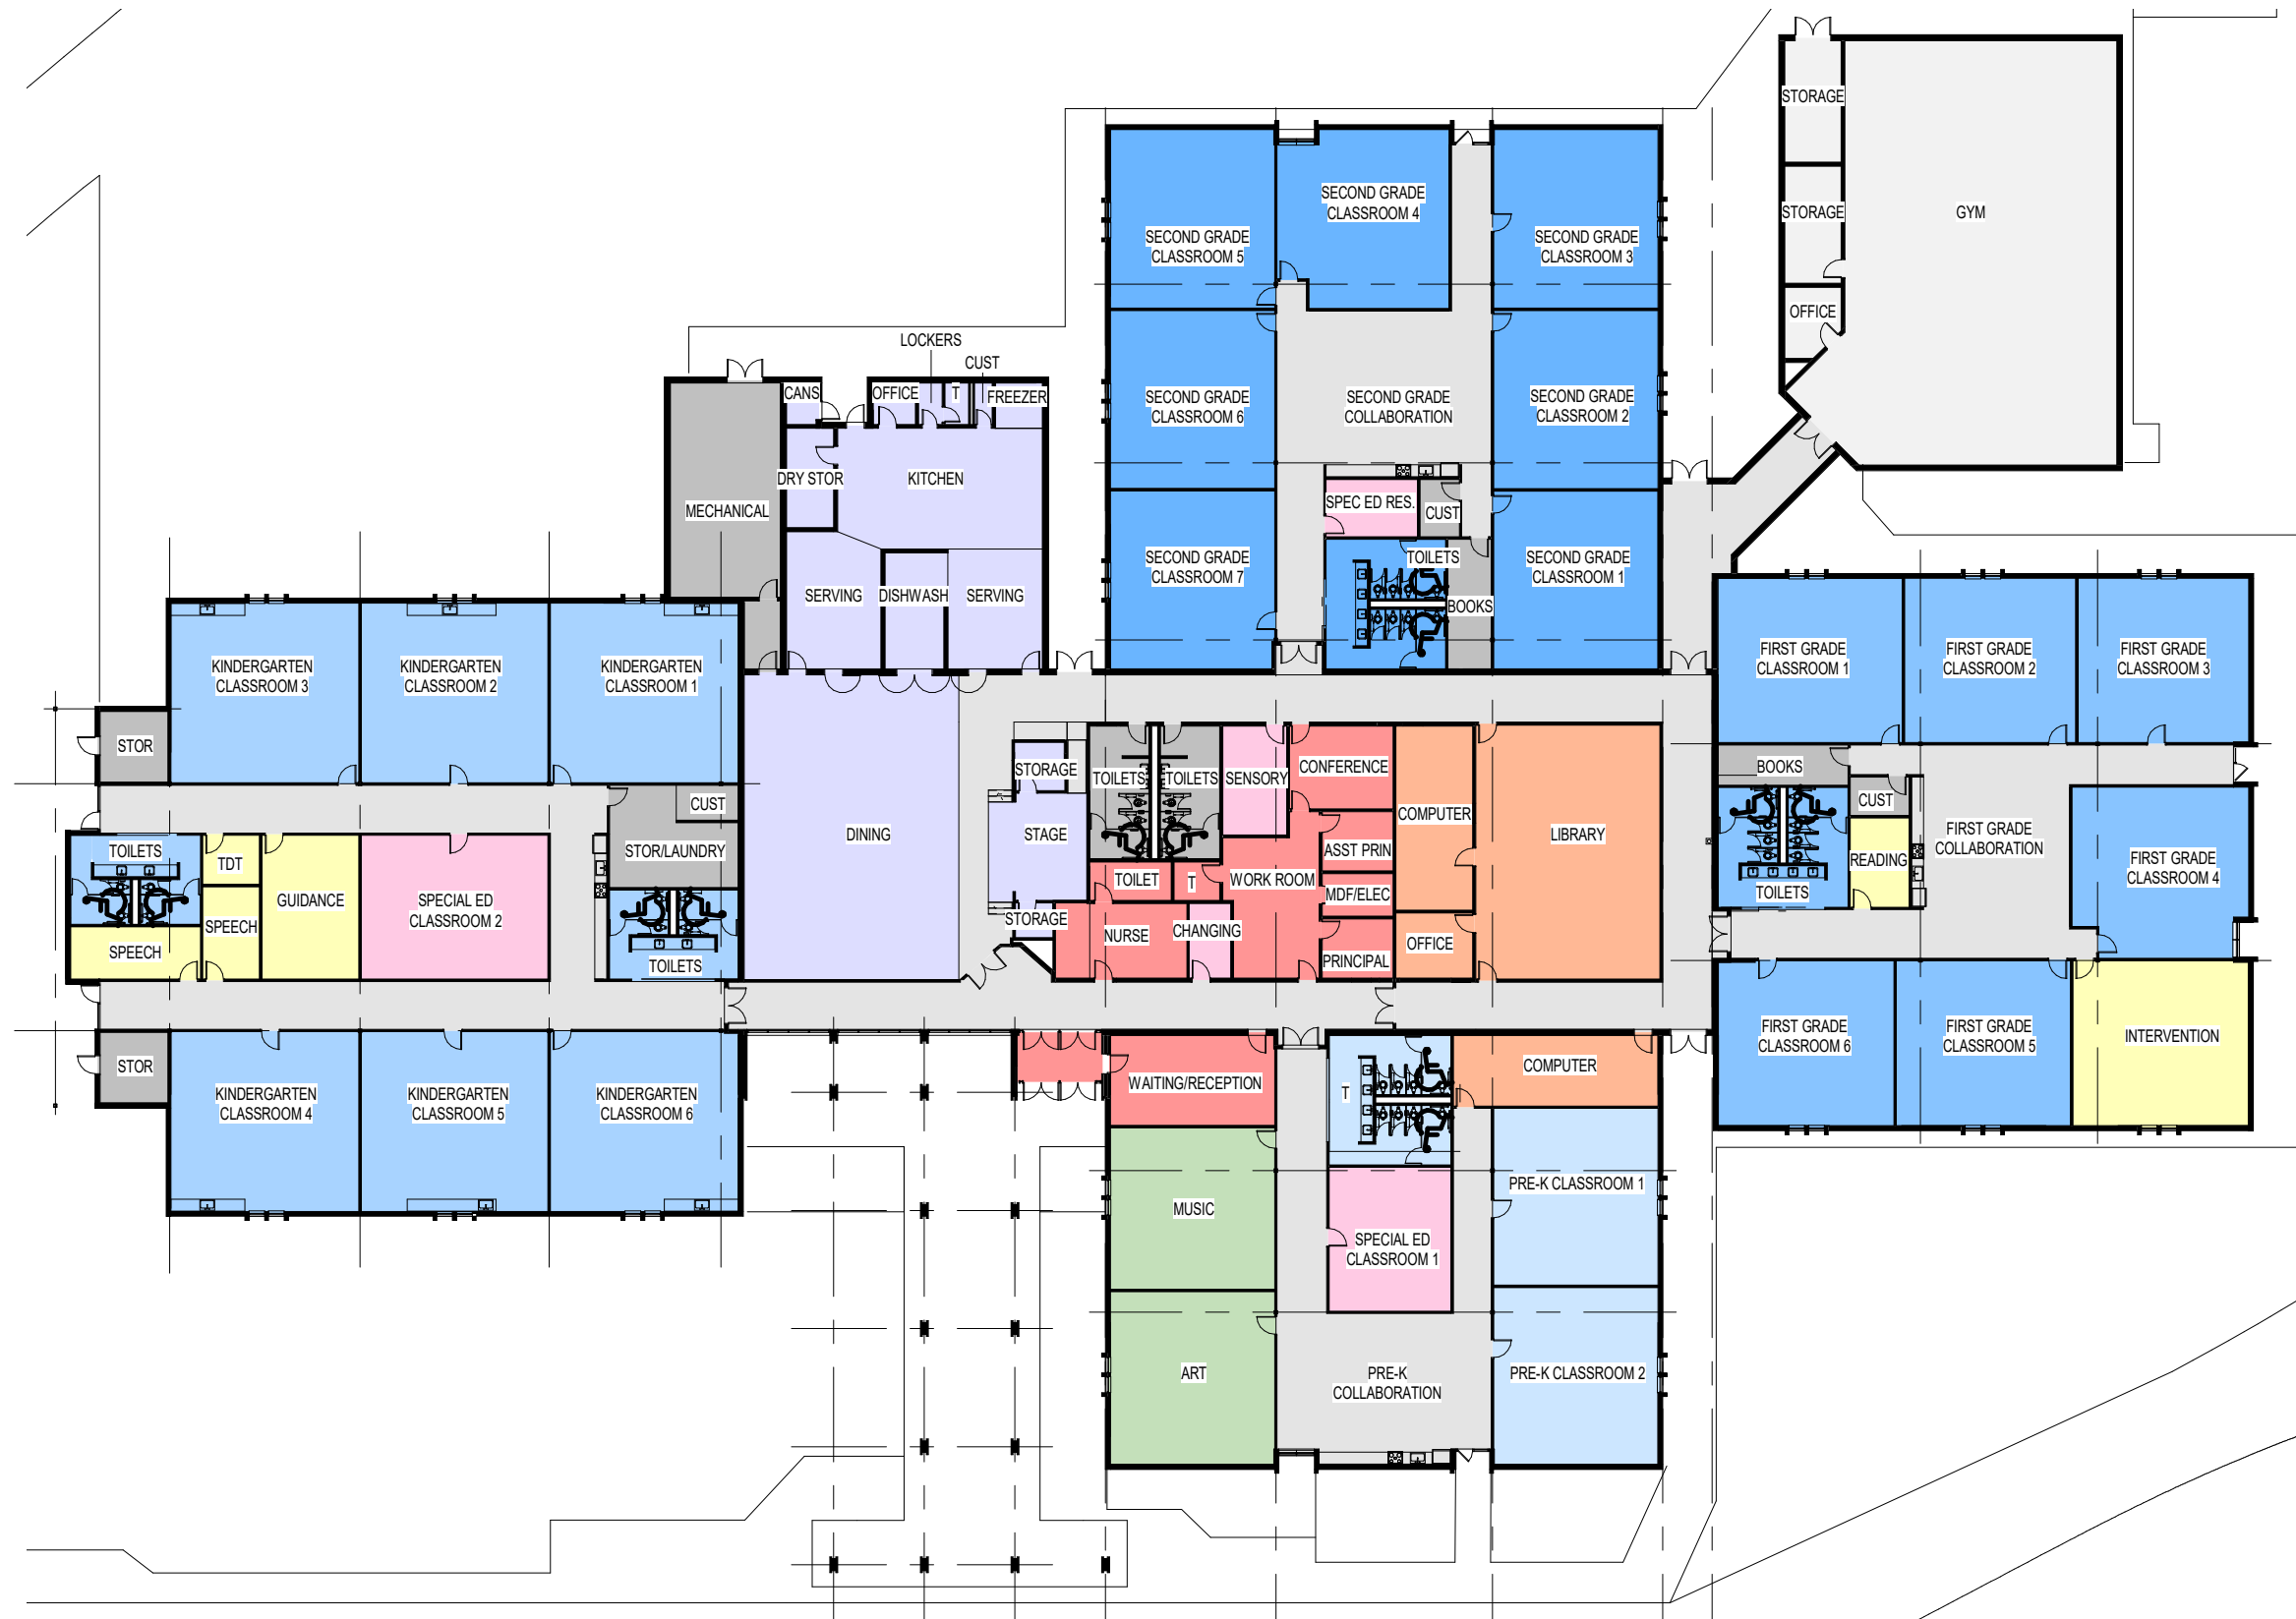 STORAGE
STORAGE
GYM
OFFICE
SECOND GRADE
CLASSROOM 4
SECOND GRADE
CLASSROOM 5
SECOND GRADE
CLASSROOM 3
SECOND GRADE
CLASSROOM 6
SECOND GRADE
COLLABORATION
SECOND GRADE
CLASSROOM 2
SPEC ED RES.
CUST
SECOND GRADE
CLASSROOM 7
TOILETS
BOOKS
SECOND GRADE
CLASSROOM 1
LOCKERS
CUST
CANS
OFFICE
T
FREEZER
DRY STOR
KITCHEN
MECHANICAL
SERVING
DISHWASH
SERVING
KINDERGARTEN
CLASSROOM 3
KINDERGARTEN
CLASSROOM 2
KINDERGARTEN
CLASSROOM 1
STOR
CUST
STOR/LAUNDRY
TOILETS
TDT
GUIDANCE
SPECIAL ED
CLASSROOM 2
SPEECH
SPEECH
TOILETS
STOR
KINDERGARTEN
CLASSROOM 4
KINDERGARTEN
CLASSROOM 5
KINDERGARTEN
CLASSROOM 6
DINING
STORAGE
STAGE
STORAGE
TOILETS
TOILETS
SENSORY
CONFERENCE
COMPUTER
LIBRARY
ASST PRIN
TOILET
T
WORK ROOM
MDF/ELEC
NURSE
CHANGING
PRINCIPAL
OFFICE
FIRST GRADE
CLASSROOM 1
FIRST GRADE
CLASSROOM 2
FIRST GRADE
CLASSROOM 3
BOOKS
CUST
FIRST GRADE
COLLABORATION
READING
TOILETS
FIRST GRADE
CLASSROOM 4
FIRST GRADE
CLASSROOM 6
FIRST GRADE
CLASSROOM 5
INTERVENTION
WAITING/RECEPTION
T
COMPUTER
MUSIC
SPECIAL ED
CLASSROOM 1
PRE-K CLASSROOM 1
ART
PRE-K
COLLABORATION
PRE-K CLASSROOM 2